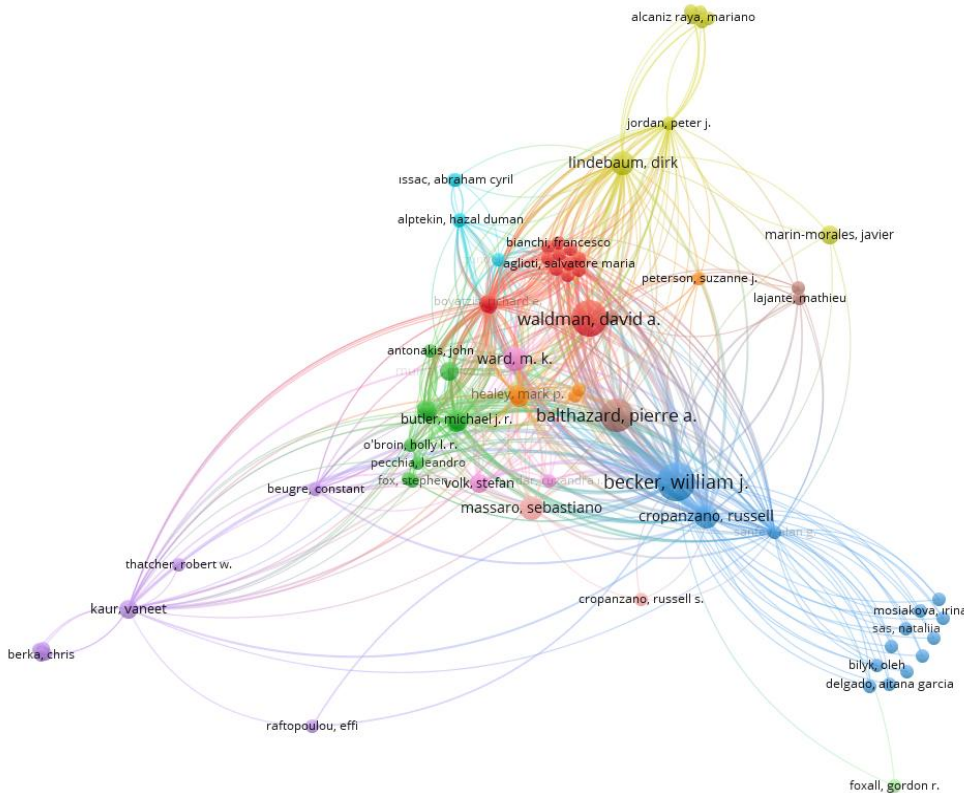 alcaniz raya, mariano
jordan, peter j.
lindebaum, dirk
issac, abraham cyril
alptekin, hazal duman
marin-morales, javier
bianchi, francesco
aglioti, salvatore maria
peterson, suzanne j.
lajante, mathieu
waldman, david a.
antonakis, john
ward, m. k.
healey, mark p.
balthazard, pierre a.
butler, michael j. r.
o'broin, holly l. r.
pecchia, leandro
fox, stephen
volk, stefan
becker, william j.
beugre, constant
massaro, sebastiano
cropanzano, russell
thatcher, robert w.
cropanzano, russell s.
kaur, vaneet
mosiakova, irina
sas, nataliia
berka, chris
bilyk, oleh
delgado, aitana garcia
raftopoulou, effi
foxall, gordon r.